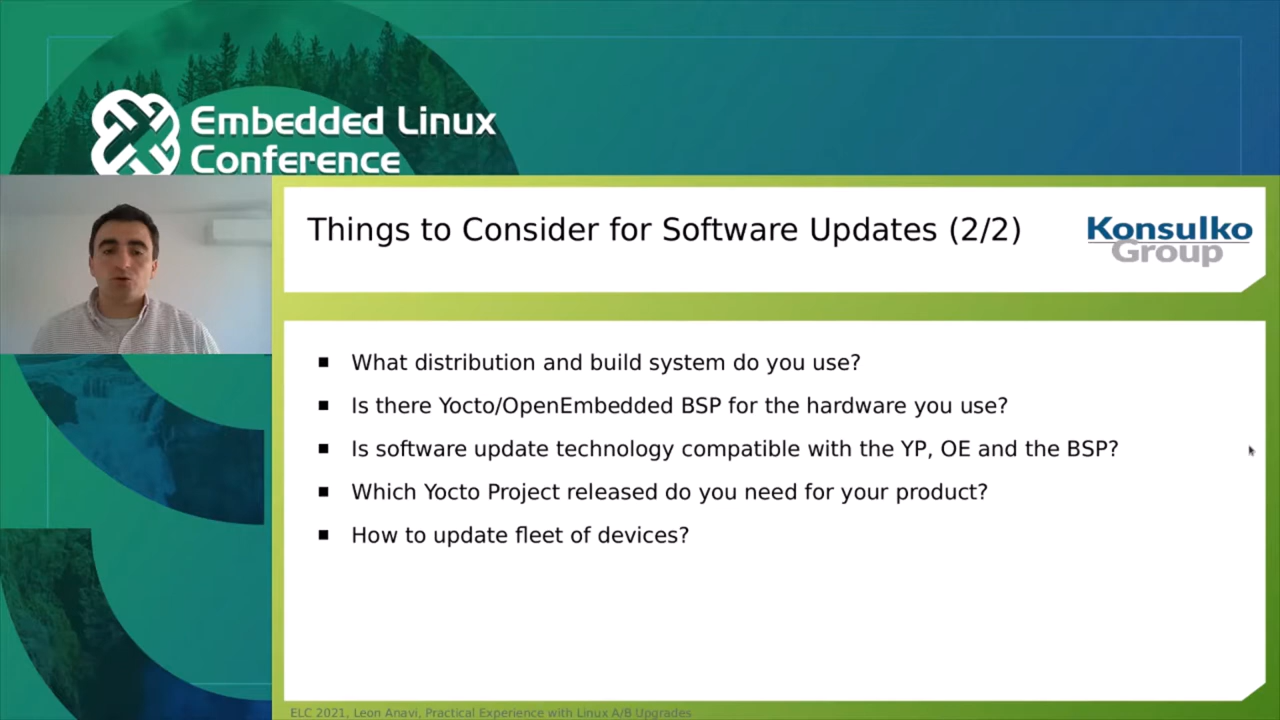 Embedded Linux
Conference
Things to Consider for Software Updates (2/2)
Konsulko
Group
■ What distribution and build system do you use?
■ Is there Yocto/OpenEmbedded BSP for the hardware you use?
■ Is software update technology compatible with the YP, OE and the BSP?
■ Which Yocto Project released do you need for your product?
■ How to update fleet of devices?
ELC 2021, Leon Anavi, Practical Experience with Linux A/B Upgrades